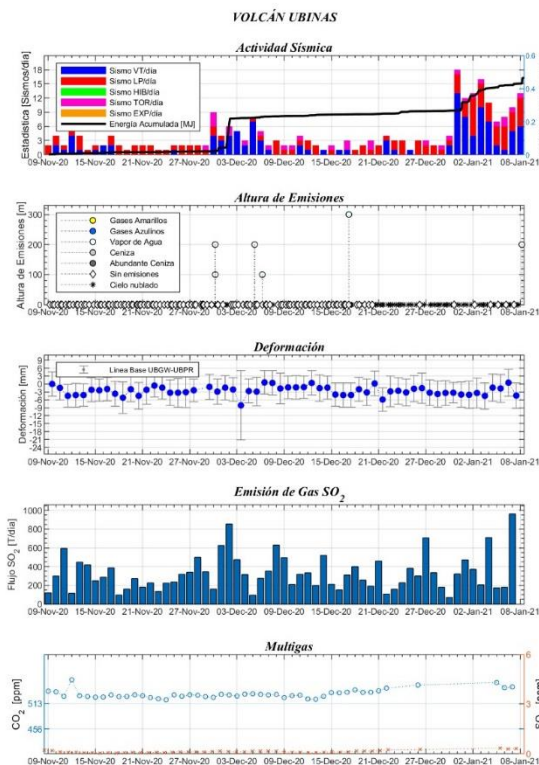 VOLCÁN UBINAS
Actividad Sísmica
Estadística [Sismos/día]
18
15
12
9
6
3
0
Sismo VT/día
Sismo LP/día
Sismo HIB/día
Sismo TOR/día
Sismo EXP/día
Energía Acumulada [MJ]
0.6
0.4
0.2
0
09-Nov-20 15-Nov-20 21-Nov-20 27-Nov-20 03-Dec-20 09-Dec-20 15-Dec-20 21-Dec-20 27-Dec-20 02-Jan-21 08-Jan-21
Altura de Emisiones
Altura de Emisiones [m]
300
200
100
0
Gases Amarillos
Gases Azulinos
Vapor de Agua
Ceniza
Abundante Ceniza
Sin emisiones
Cielo nublado
09-Nov-20 15-Nov-20 21-Nov-20 27-Nov-20 03-Dec-20 09-Dec-20 15-Dec-20 21-Dec-20 27-Dec-20 02-Jan-21 08-Jan-21
Deformación
Deformación [mm]
9
6
3
0
-3
-6
-9
-12
-15
-18
-21
-24
Línea Base UBGW-UBPR
09-Nov-20 15-Nov-20 21-Nov-20 27-Nov-20 03-Dec-20 09-Dec-20 15-Dec-20 21-Dec-20 27-Dec-20 02-Jan-21 08-Jan-21
Emisión de Gas SO2
Flujo SO2 [T/día]
1000
800
600
400
200
0
09-Nov-20 15-Nov-20 21-Nov-20 27-Nov-20 03-Dec-20 09-Dec-20 15-Dec-20 21-Dec-20 27-Dec-20 02-Jan-21 08-Jan-21
Multigas
CO2 [ppm]
513
456
6
3
0
09-Nov-20 15-Nov-20 21-Nov-20 27-Nov-20 03-Dec-20 09-Dec-20 15-Dec-20 21-Dec-20 27-Dec-20 02-Jan-21 08-Jan-21